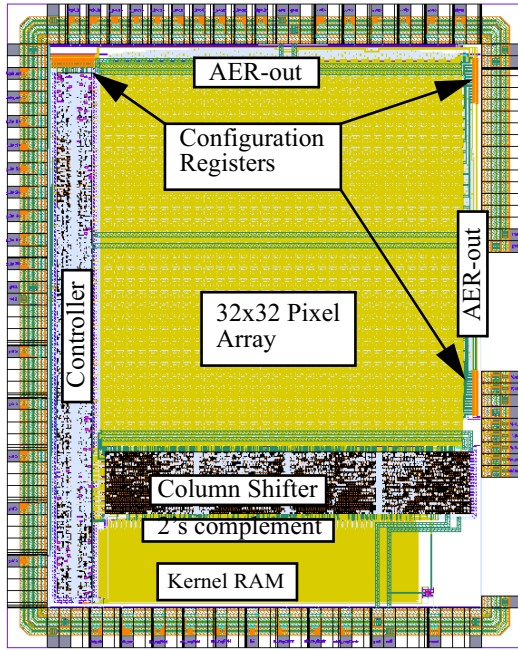 AER-out
Configuration
Registers
Controller
AER-out
32x32 Pixel
Array
Column Shifter
2's complement
Kernel RAM